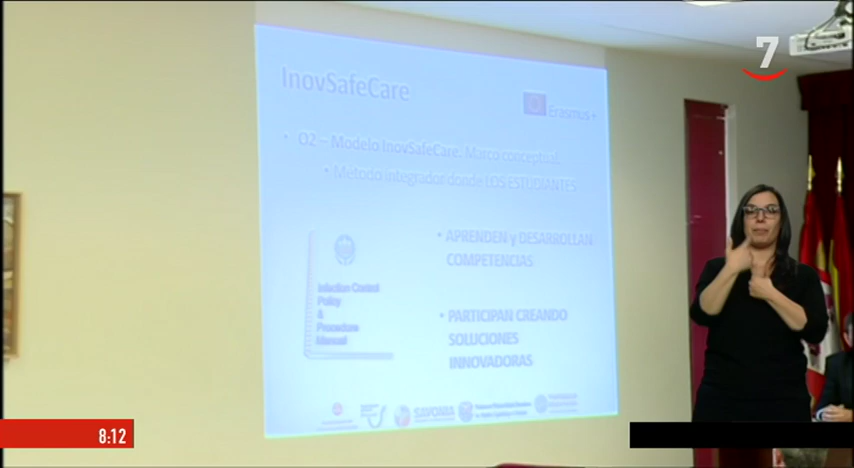 7
InovSafeCare
Erasmus+
• O2 – Modelo InovSafeCare. Marco conceptual.
• Método integrador donde LOS ESTUDIANTES
• APRENDEN y DESARROLLAN
COMPETENCIAS
Infection Control
Policy
&
Procedure
Manual
• PARTICIPAN CREANDO
SOLUCIONES
INNOVADORAS
SAVONIA
8:12